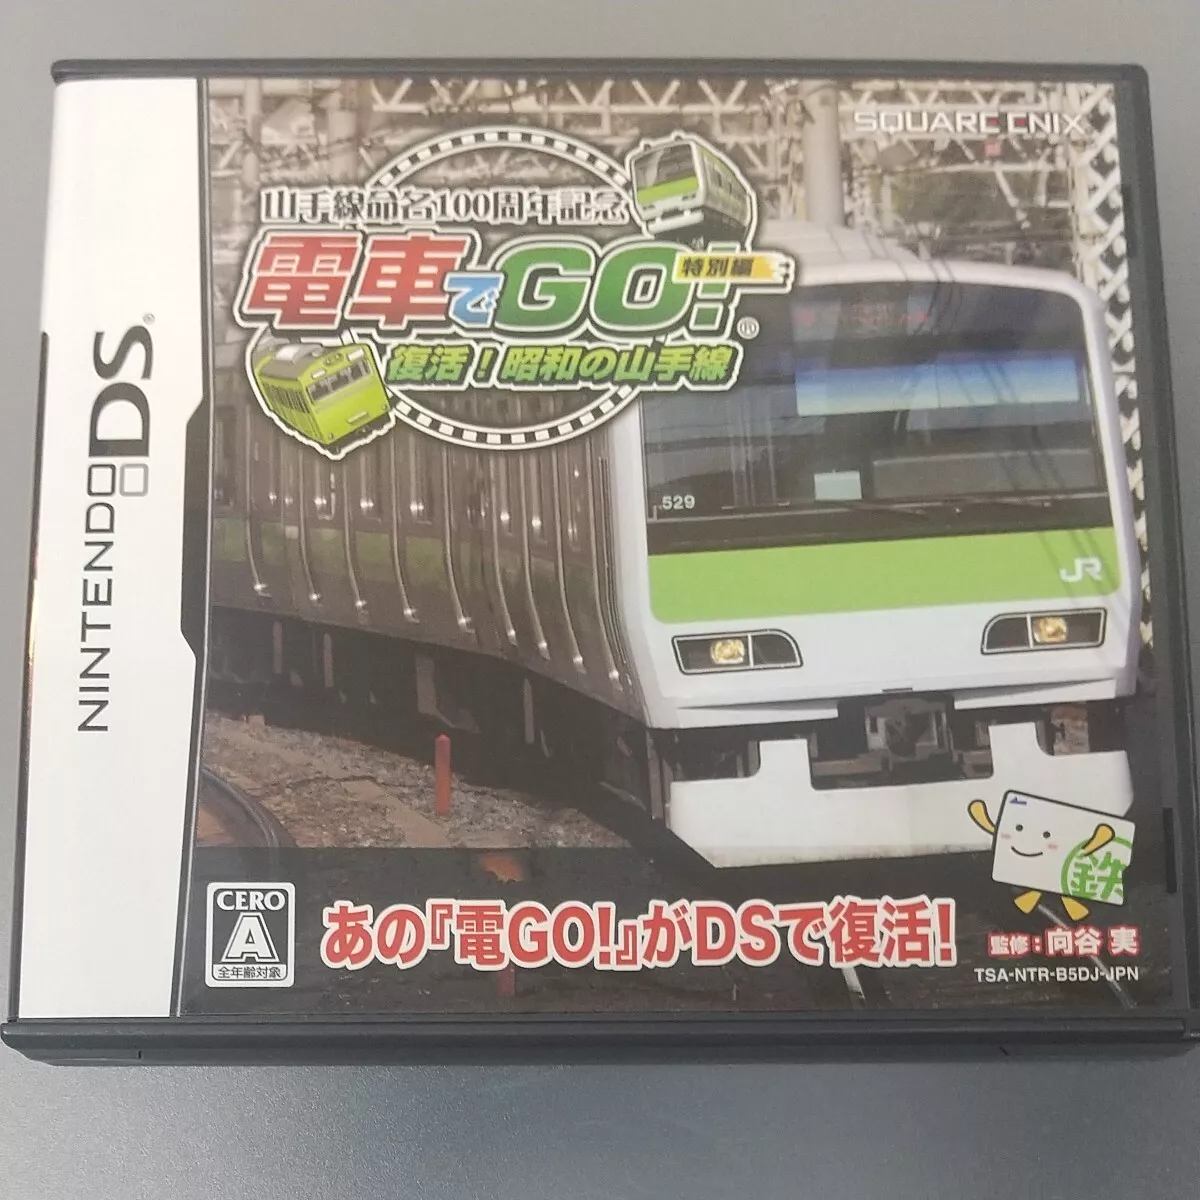 NINTENDO DS®
SQUARE ENIX
山手線命名100周年記念
電車でGO!
特別編
®
復活！昭和の山手線
529
JR
鉄
CERO
A
全年齢対象
あの『電GO!』がDSで復活!
監修：向谷 実
TSA-NTR-B5DJ-JPN